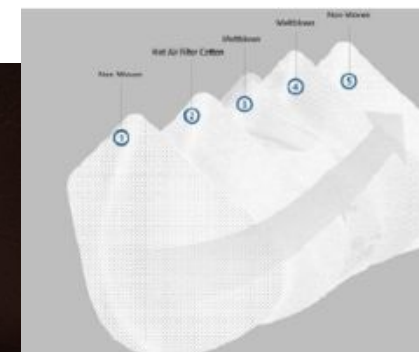 Non-Woven
Meltblown
Meltblown
Hot Air Filter Cotton
Non-Woven
1
2
3
4
5